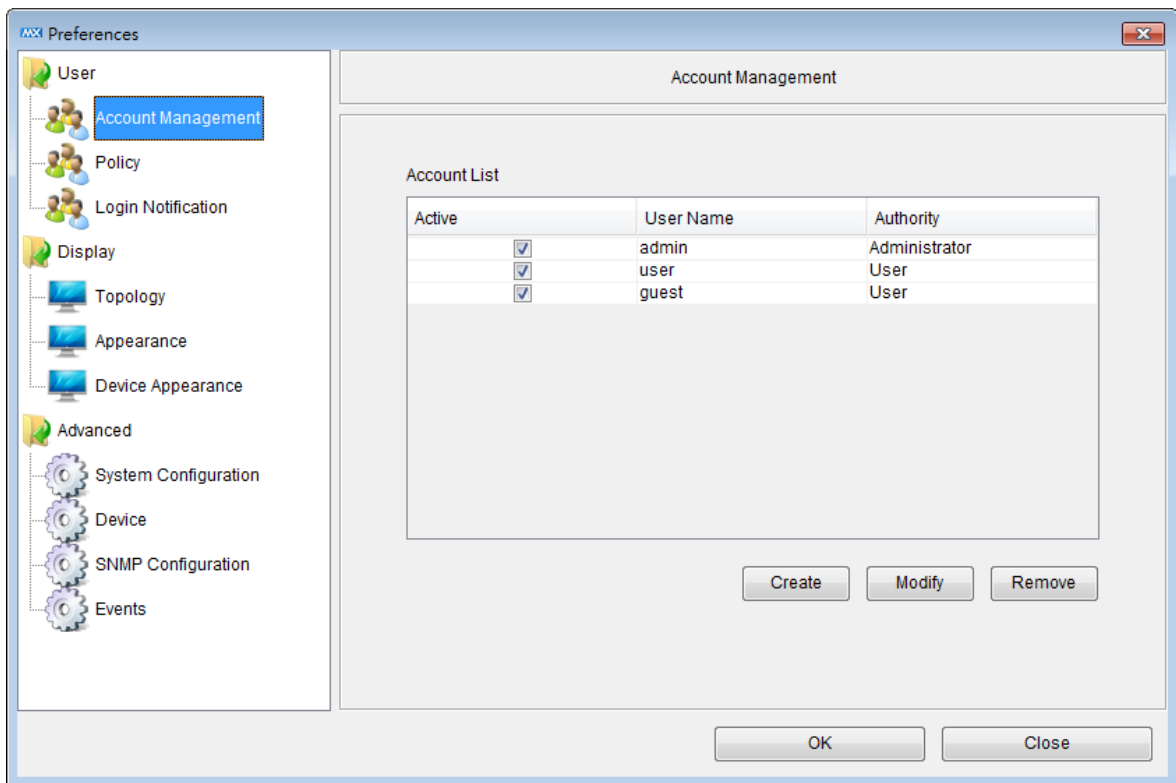 MX Preferences
User
Account Management
Policy
Login Notification
Display
Topology
Appearance
Device Appearance
Advanced
System Configuration
Device
SNMP Configuration
Events
Account Management
Account List
Active User Name Authority
admin Administrator
user User
guest User
Create Modify Remove
OK Close